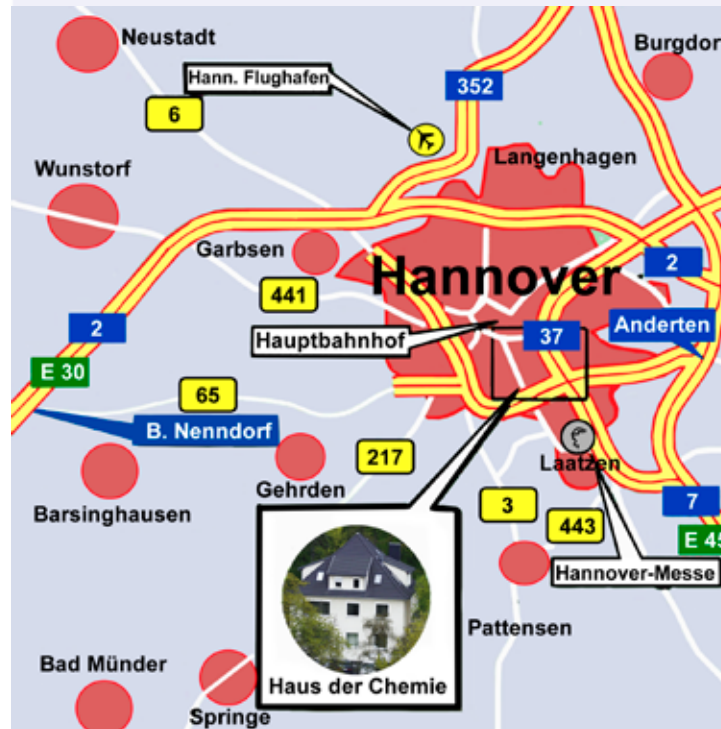 Neustadt
Burgdorf
Hann. Flughafen
352
6
Langenhagen
Wunstorf
Garbsen
Hannover
2
441
2
Anderten
Hauptbahnhof
37
E 30
65
B. Nenndorf
217
Laatzen
Gehrden
Barsinghausen
3
443
7
E 45
Hannover-Messe
Pattensen
Bad Münder
Haus der Chemie
Springe